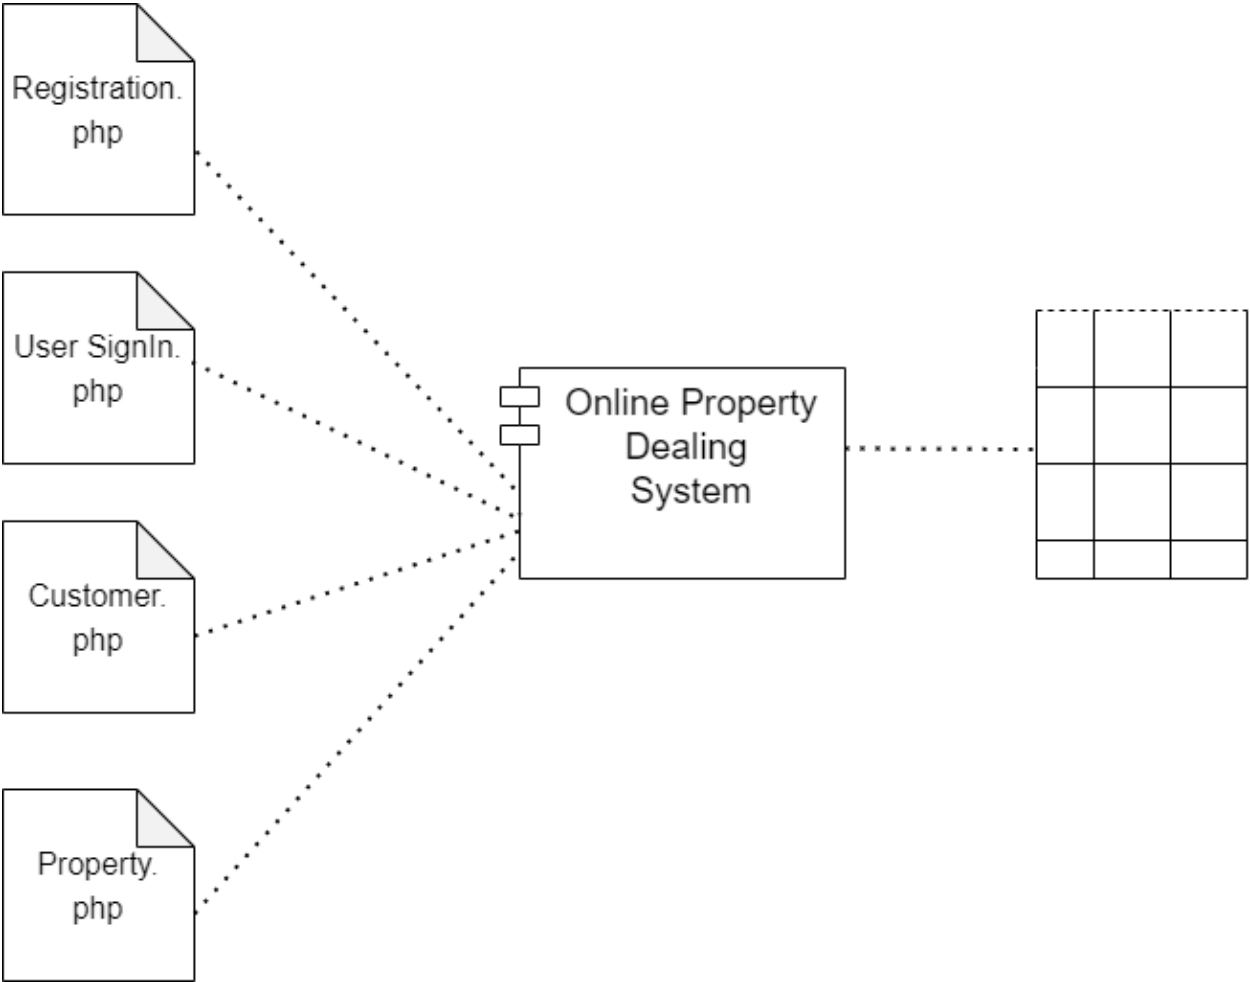 Registration.
php
User SignIn.
php
Online Property
Dealing
System
Customer.
php
Property.
php